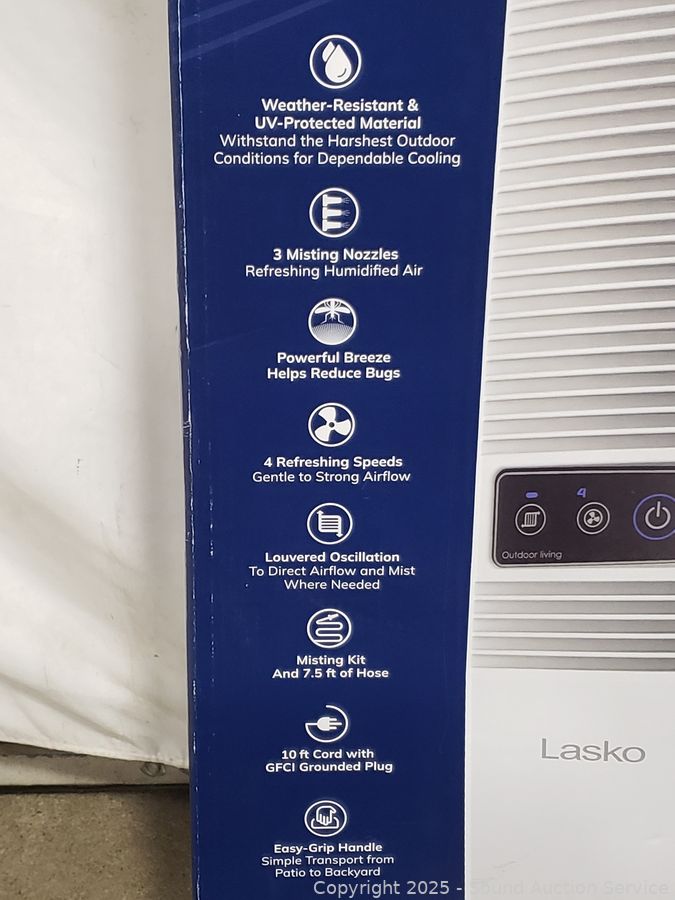 Weather-Resistant &
UV-Protected Material
Withstand the Harshest Outdoor
Conditions for Dependable Cooling
3 Misting Nozzles
Refreshing Humidified Air
Powerful Breeze
Helps Reduce Bugs
4 Refreshing Speeds
Gentle to Strong Airflow
Louvered Oscillation
To Direct Airflow and Mist
Where Needed
Misting Kit
And 7.5 ft of Hose
10 ft Cord with
GFCI Grounded Plug
Easy-Grip Handle
Simple Transport from
Patio to Backyard
4
Outdoor living
Lasko
Copyright 2025 - Sound Auction Service